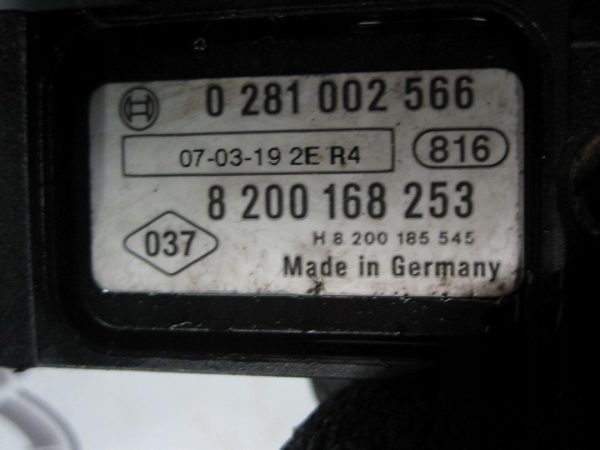 0 281 002 566
07-03-19 2E R4
816
8 200 168 253
037
H 8 200 185 545
Made in Germany